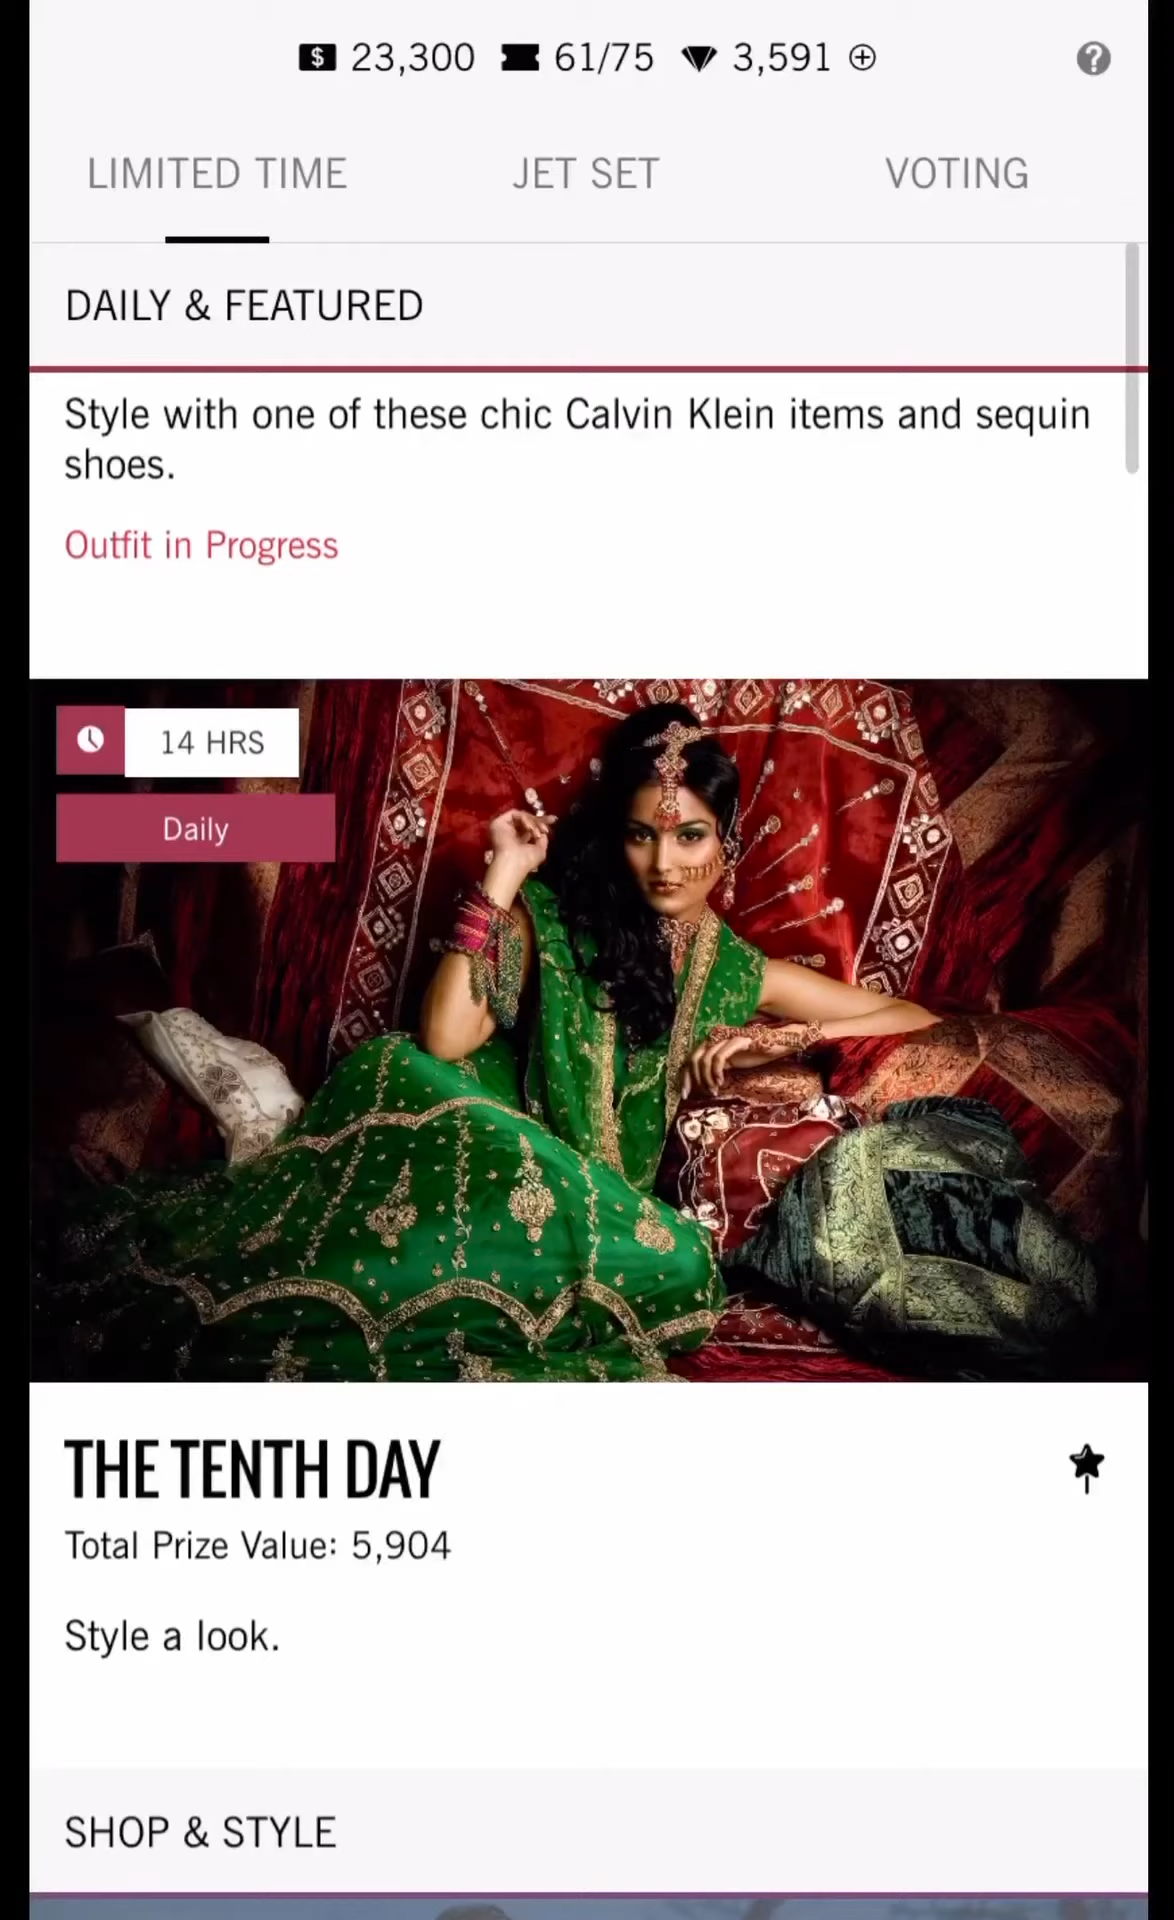 23,300 61/75 3,591
LIMITED TIME JET SET VOTING
DAILY & FEATURED
Style with one of these chic Calvin Klein items and sequin
shoes.
Outfit in Progress
14 HRS
Daily
THE TENTH DAY
Total Prize Value: 5,904
Style a look.
SHOP & STYLE